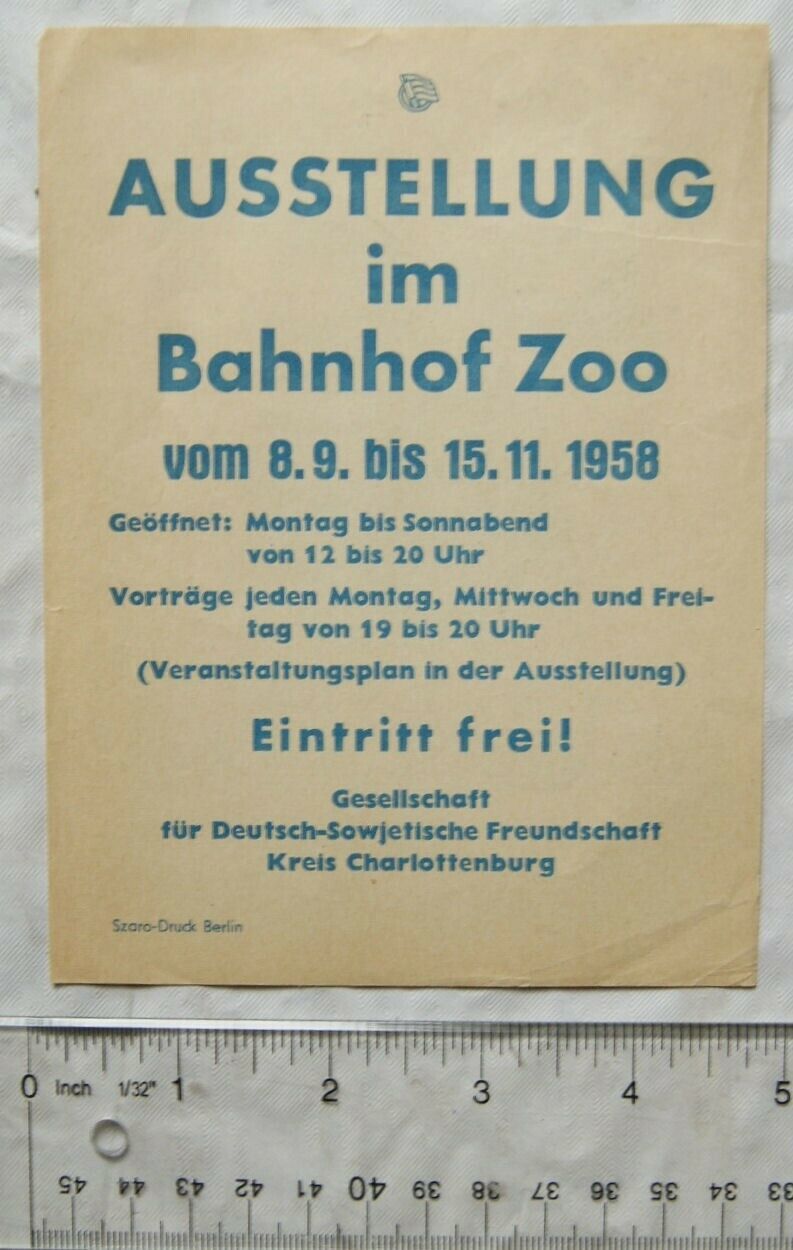 AUSSTELLUNG
im
Bahnhof Zoo
vom 8.9. bis 15.11. 1958
Geöffnet: Montag bis Sonnabend
von 12 bis 20 Uhr
Vorträge jeden Montag, Mittwoch und Frei-
tag von 19 bis 20 Uhr
(Veranstaltungsplan in der Ausstellung)
Eintritt frei!
Gesellschaft
für Deutsch-Sowjetische Freundschaft
Kreis Charlottenburg
Szaro-Druck Berlin
0 Inch 1/32" 1 2 3 4 5
45 44 43 42 41 40 39 38 37 36 35 34 33